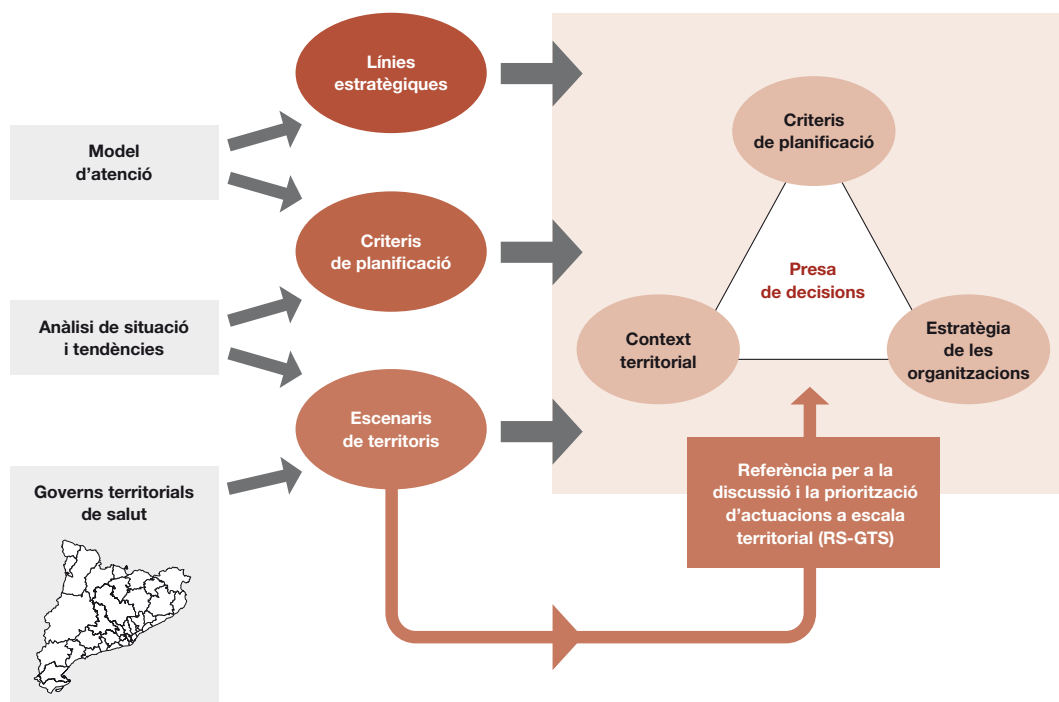 Model
d’atenció
Anàlisi de situació
i tendències
Governs territorials
de salut
Línies
estratègiques
Criteris
de planificació
Escenaris
de territoris
Criteris
de planificació
Presa
de decisions
Context
territorial
Estratègia
de les
organitzacions
Referència per a la
discussió i la priorització
d’actuacions a escala
territorial (RS-GTS)